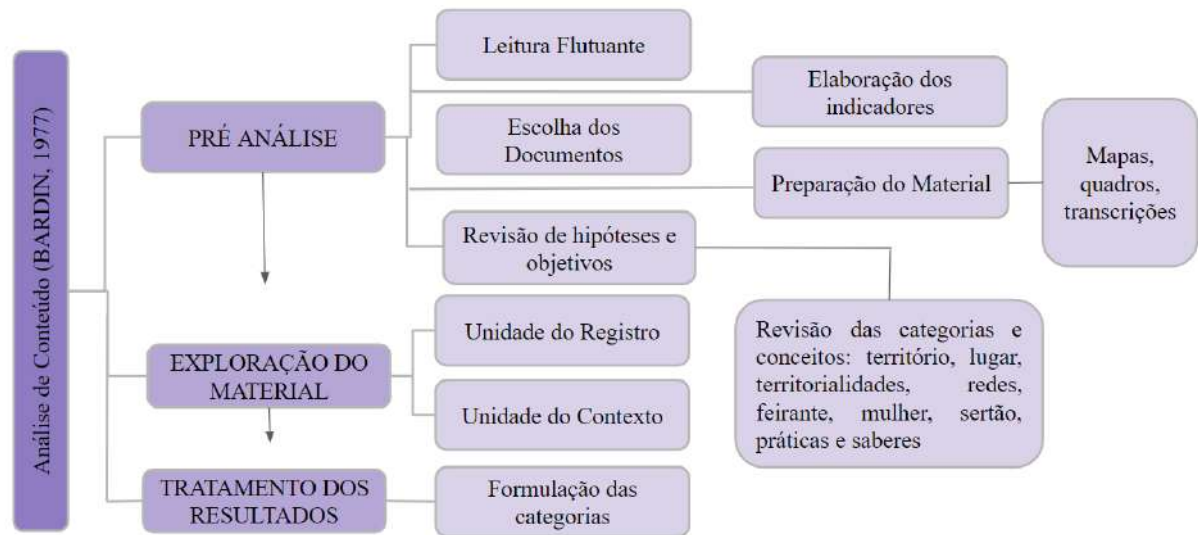 Análise de Conteúdo (BARDIN, 1977)
PRÉ ANÁLISE
Leitura Flutuante
Elaboração dos
indicadores
Escolha dos
Documentos
Preparação do Material
Mapas,
quadros,
transcrições
Revisão de hipóteses e
objetivos
Revisão das categorias e
conceitos: território, lugar,
territorialidades, redes,
feirante, mulher, sertão,
práticas e saberes
EXPLORAÇÃO DO
MATERIAL
Unidade do Registro
Unidade do Contexto
TRATAMENTO DOS
RESULTADOS
Formulação das
categorias